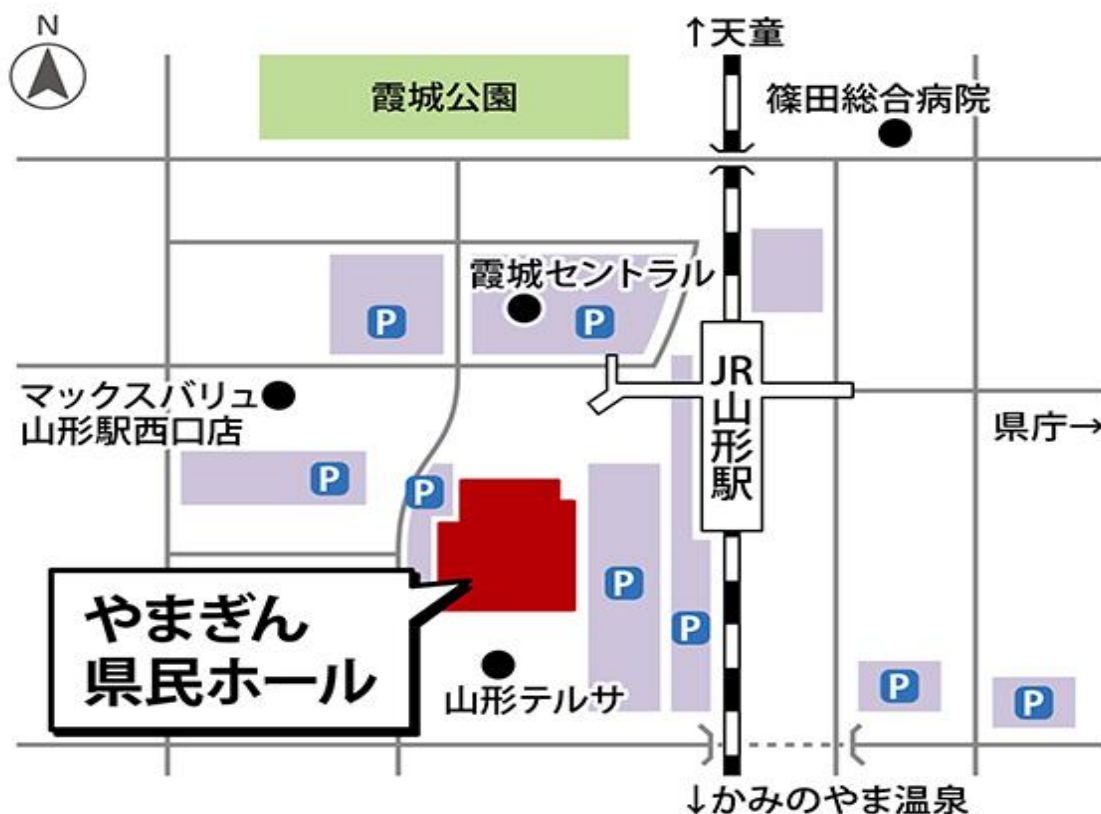 N
↑天童
霞城公園
篠田総合病院
霞城セントラル
P
P
JR山形駅
マックスバリュ
山形駅西口店
県庁→
P
P
やまぎん
県民ホール
P
P
山形テルサ
P
P
↓かみのやま温泉